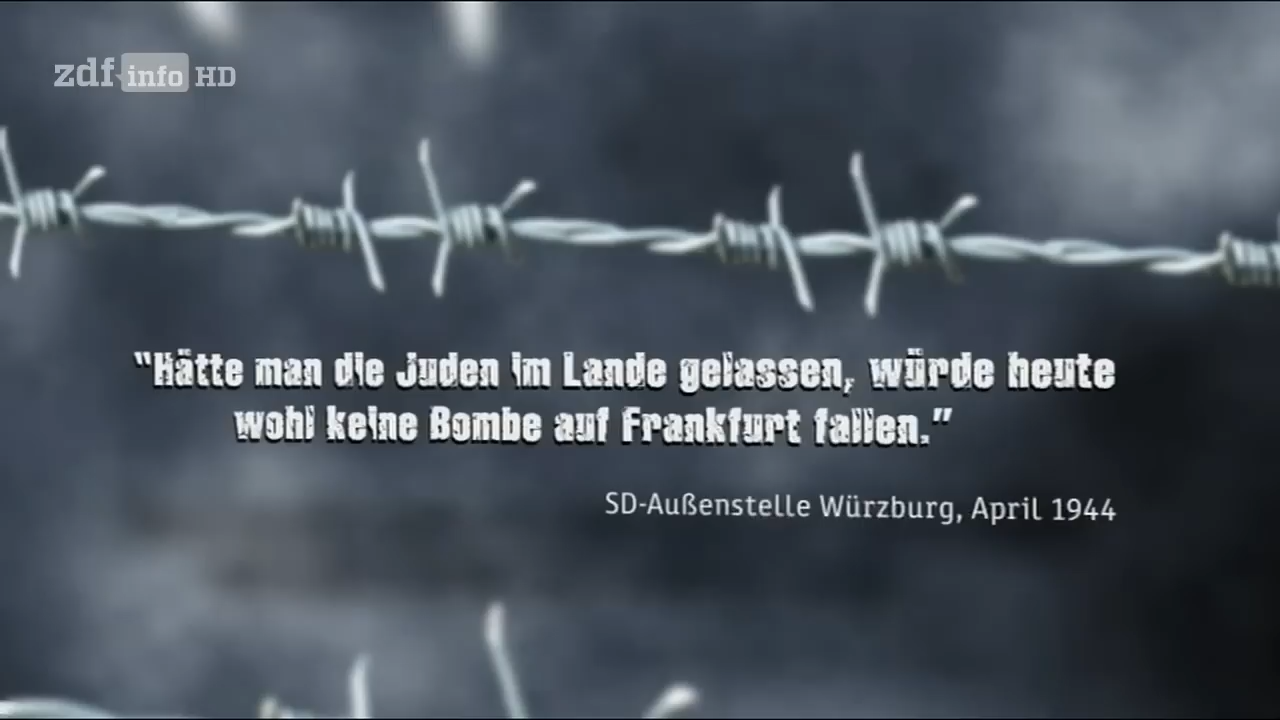 zdf info HD
"Hätte man die Juden im Lande gelassen, würde heute
wohl keine Bombe auf Frankfurt fallen."
SD-Außenstelle Würzburg, April 1944